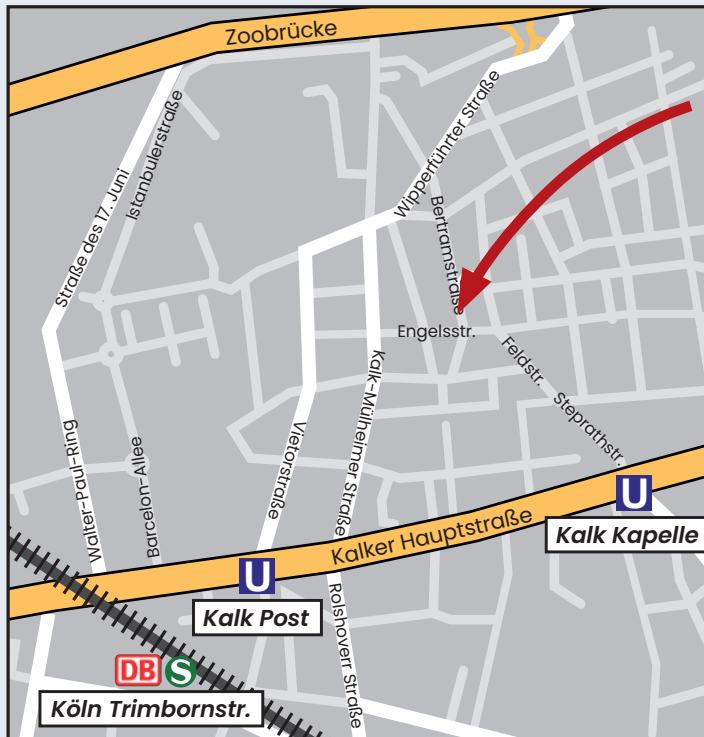 Zoobrücke
Wipperführter Straße
Istanbulerstraße
Straße des 17. Juni
Bertramstraße
Engelsstr.
Feldstr.
Steprathstr.
Kalk-Mülheimer Straße
Vietorstraße
Walter-Paul-Ring
Barcelon-Allee
Kalker Hauptstraße
U
Kalk Kapelle
U
Kalk Post
Rolshoverr Straße
DB S
Köln Trimbornstr.